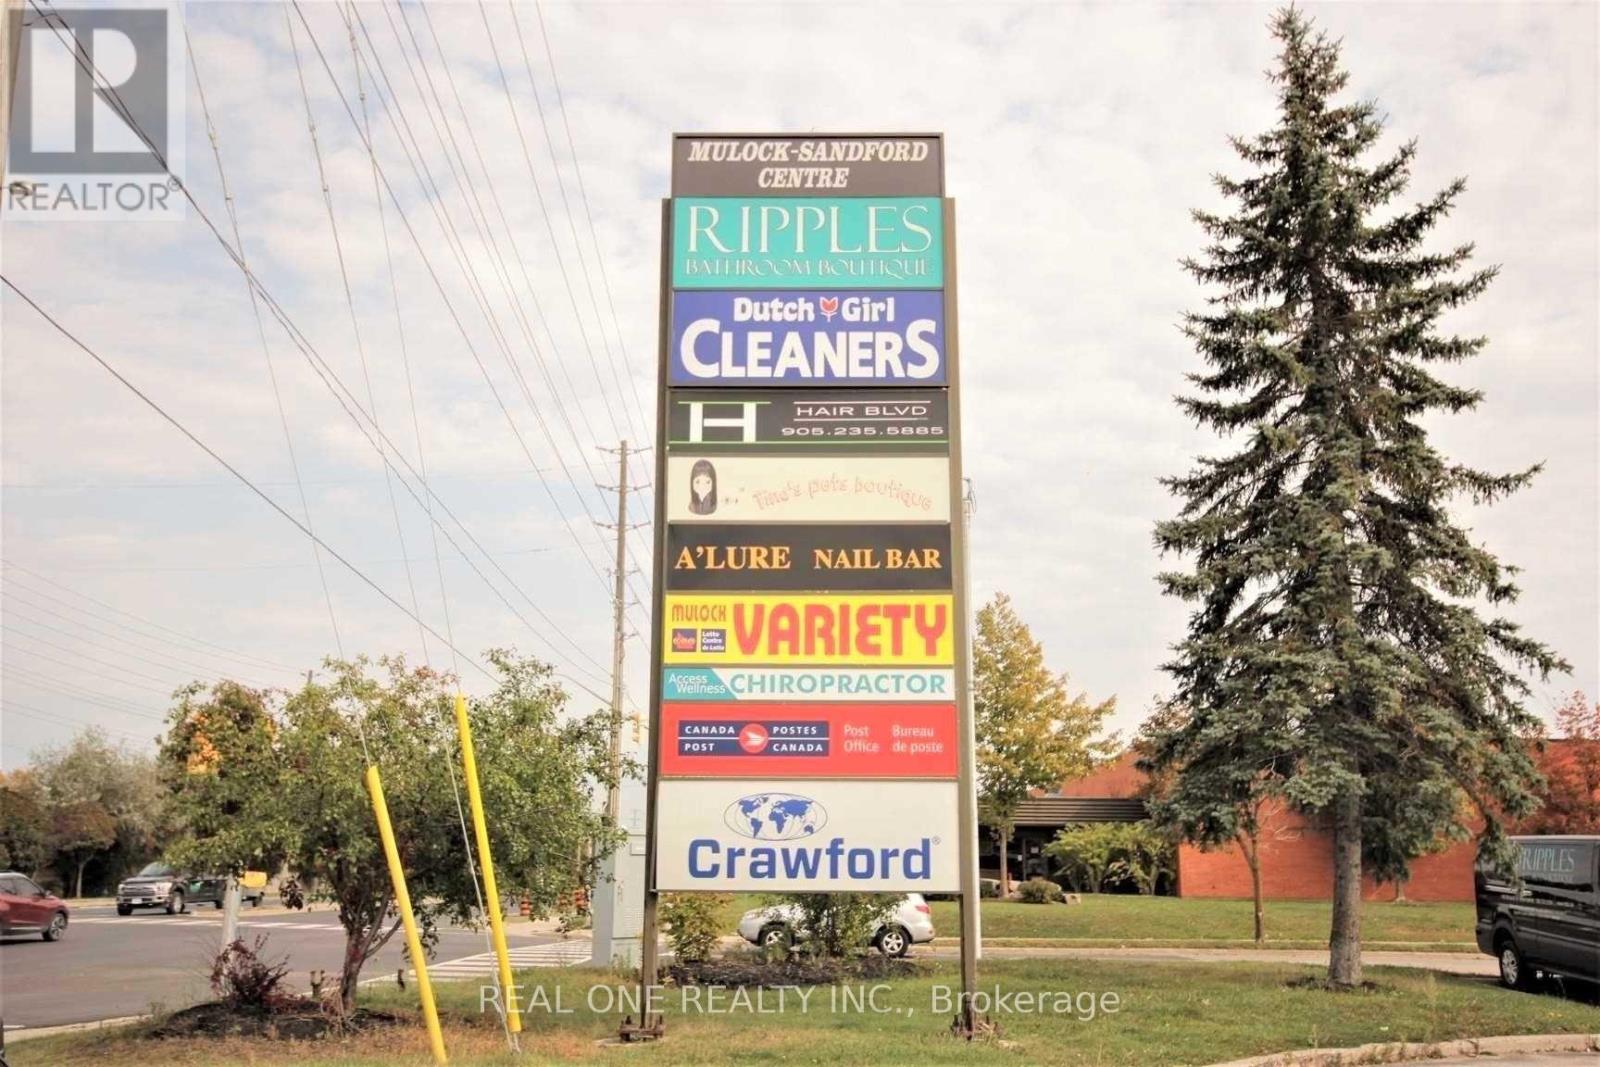 REALTOR®
MULOCK-SANDFORD
CENTRE
RIPPLES
BATHROOM BOUTIQUE
Dutch Girl
CLEANERS
H HAIR BLVD
905.235.5885
Tina's pets boutique
A'LURE NAIL BAR
MULOCK VARIETY
Lotto
Centre
de Lotto
Access
Wellness CHIROPRACTOR
CANADA POSTES
POST CANADA
Post Bureau
Office de poste
Crawford®
RIPPLES
REAL ONE REALTY INC., Brokerage